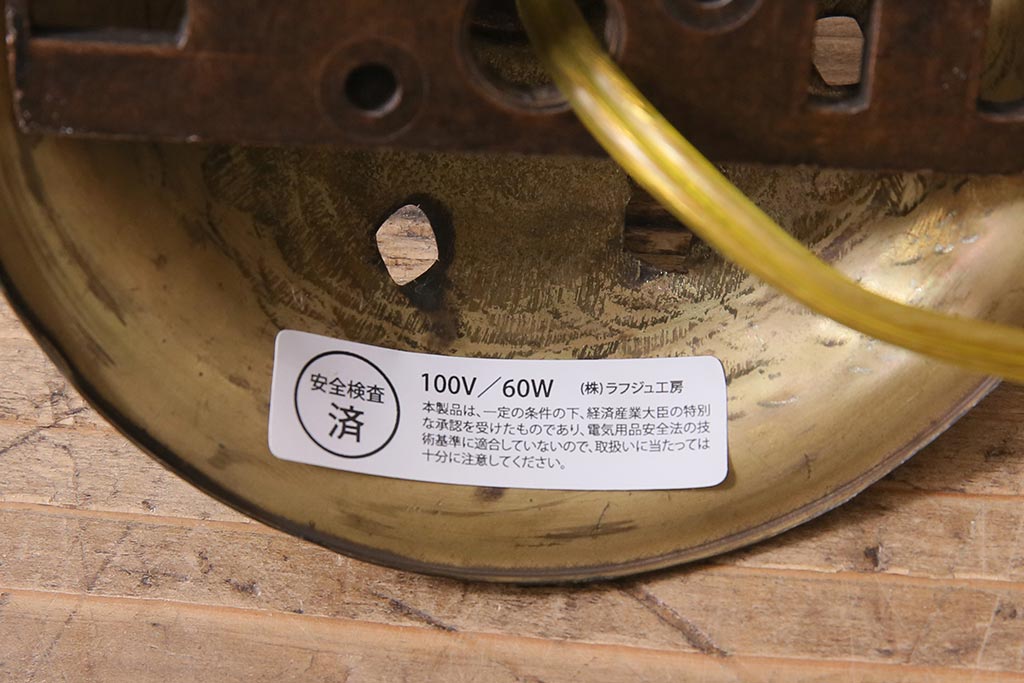 安全検査
済
100V／60W (株)ラフジュ工房
本製品は、一定の条件の下、経済産業大臣の特別
な承認を受けたものであり、電気用品安全法の技
術基準に適合していないので、取扱いに当たっては
十分に注意してください。